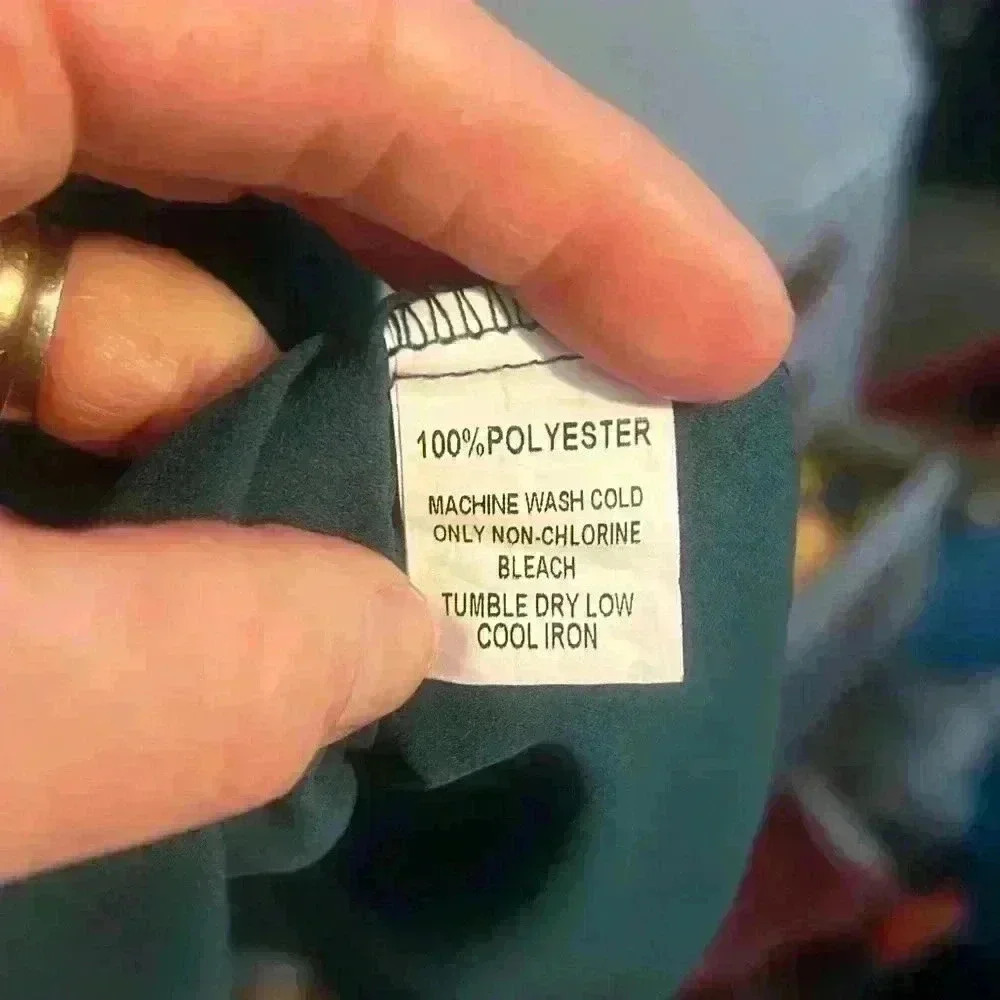 100%POLYESTER
MACHINE WASH COLD
ONLY NON-CHLORINE
BLEACH
TUMBLE DRY LOW
COOL IRON